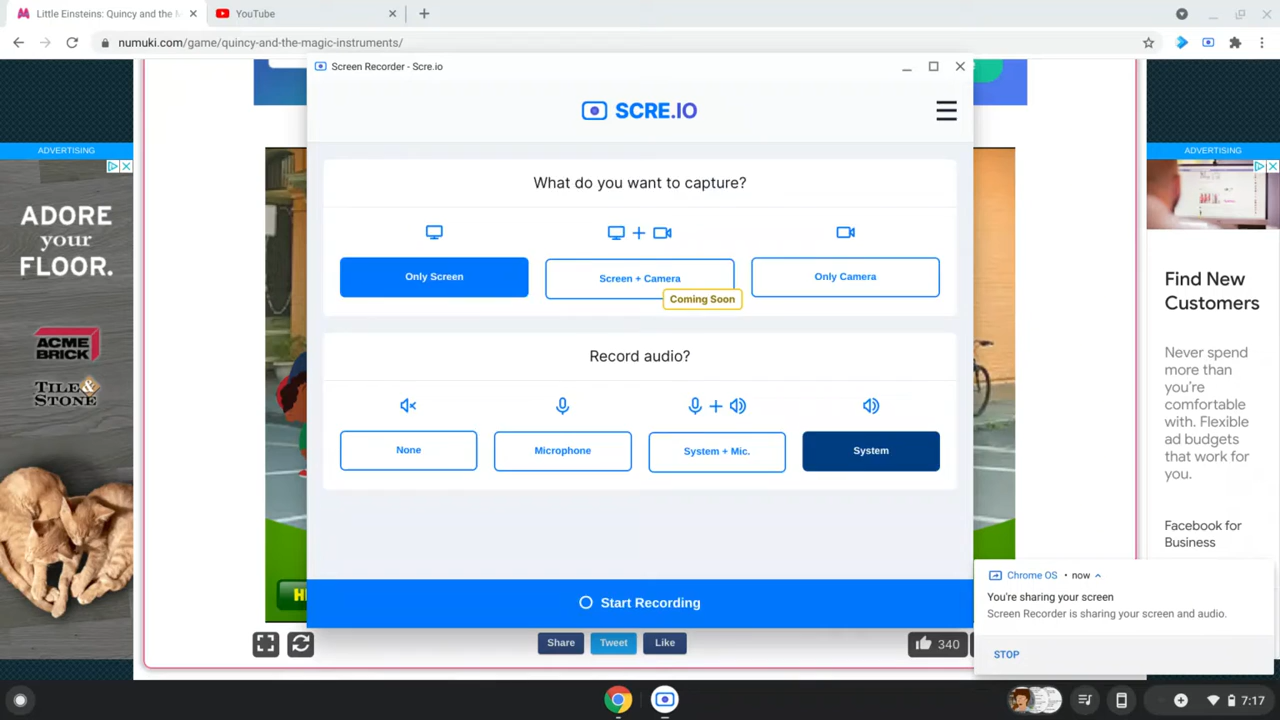 Little Einsteins: Quincy and the M
YouTube
numuki.com/game/quincy-and-the-magic-instruments/
Screen Recorder - Scre.io
SCRE.IO
ADVERTISING
ADVERTISING
What do you want to capture?
Only Screen
Screen + Camera
Only Camera
Coming Soon
Record audio?
None
Microphone
System + Mic.
System
Start Recording
ADORE
your
FLOOR.
ACME
BRICK
TILE&
STONE
Find New
Customers
Never spend
more than
you're
comfortable
with. Flexible
ad budgets
that work for
you.
Facebook for
Business
Share
Tweet
Like
340
Chrome OS • now
You're sharing your screen
Screen Recorder is sharing your screen and audio.
STOP
7:17